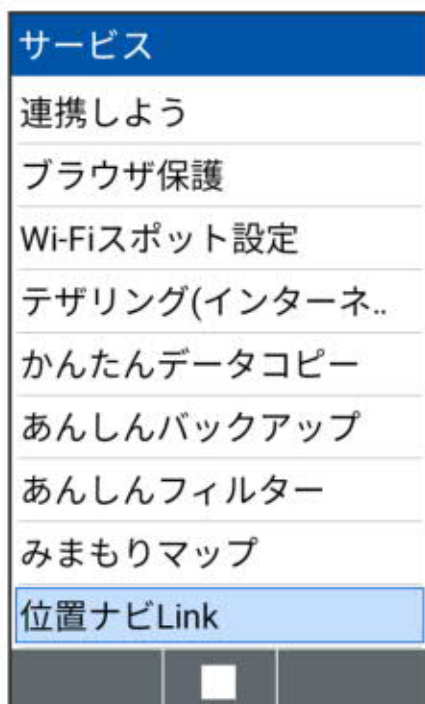 サービス
連携しよう
ブラウザ保護
Wi-Fiスポット設定
テザリング(インターネ..
かんたんデータコピー
あんしんバックアップ
あんしんフィルター
みまもりマップ
位置ナビLink